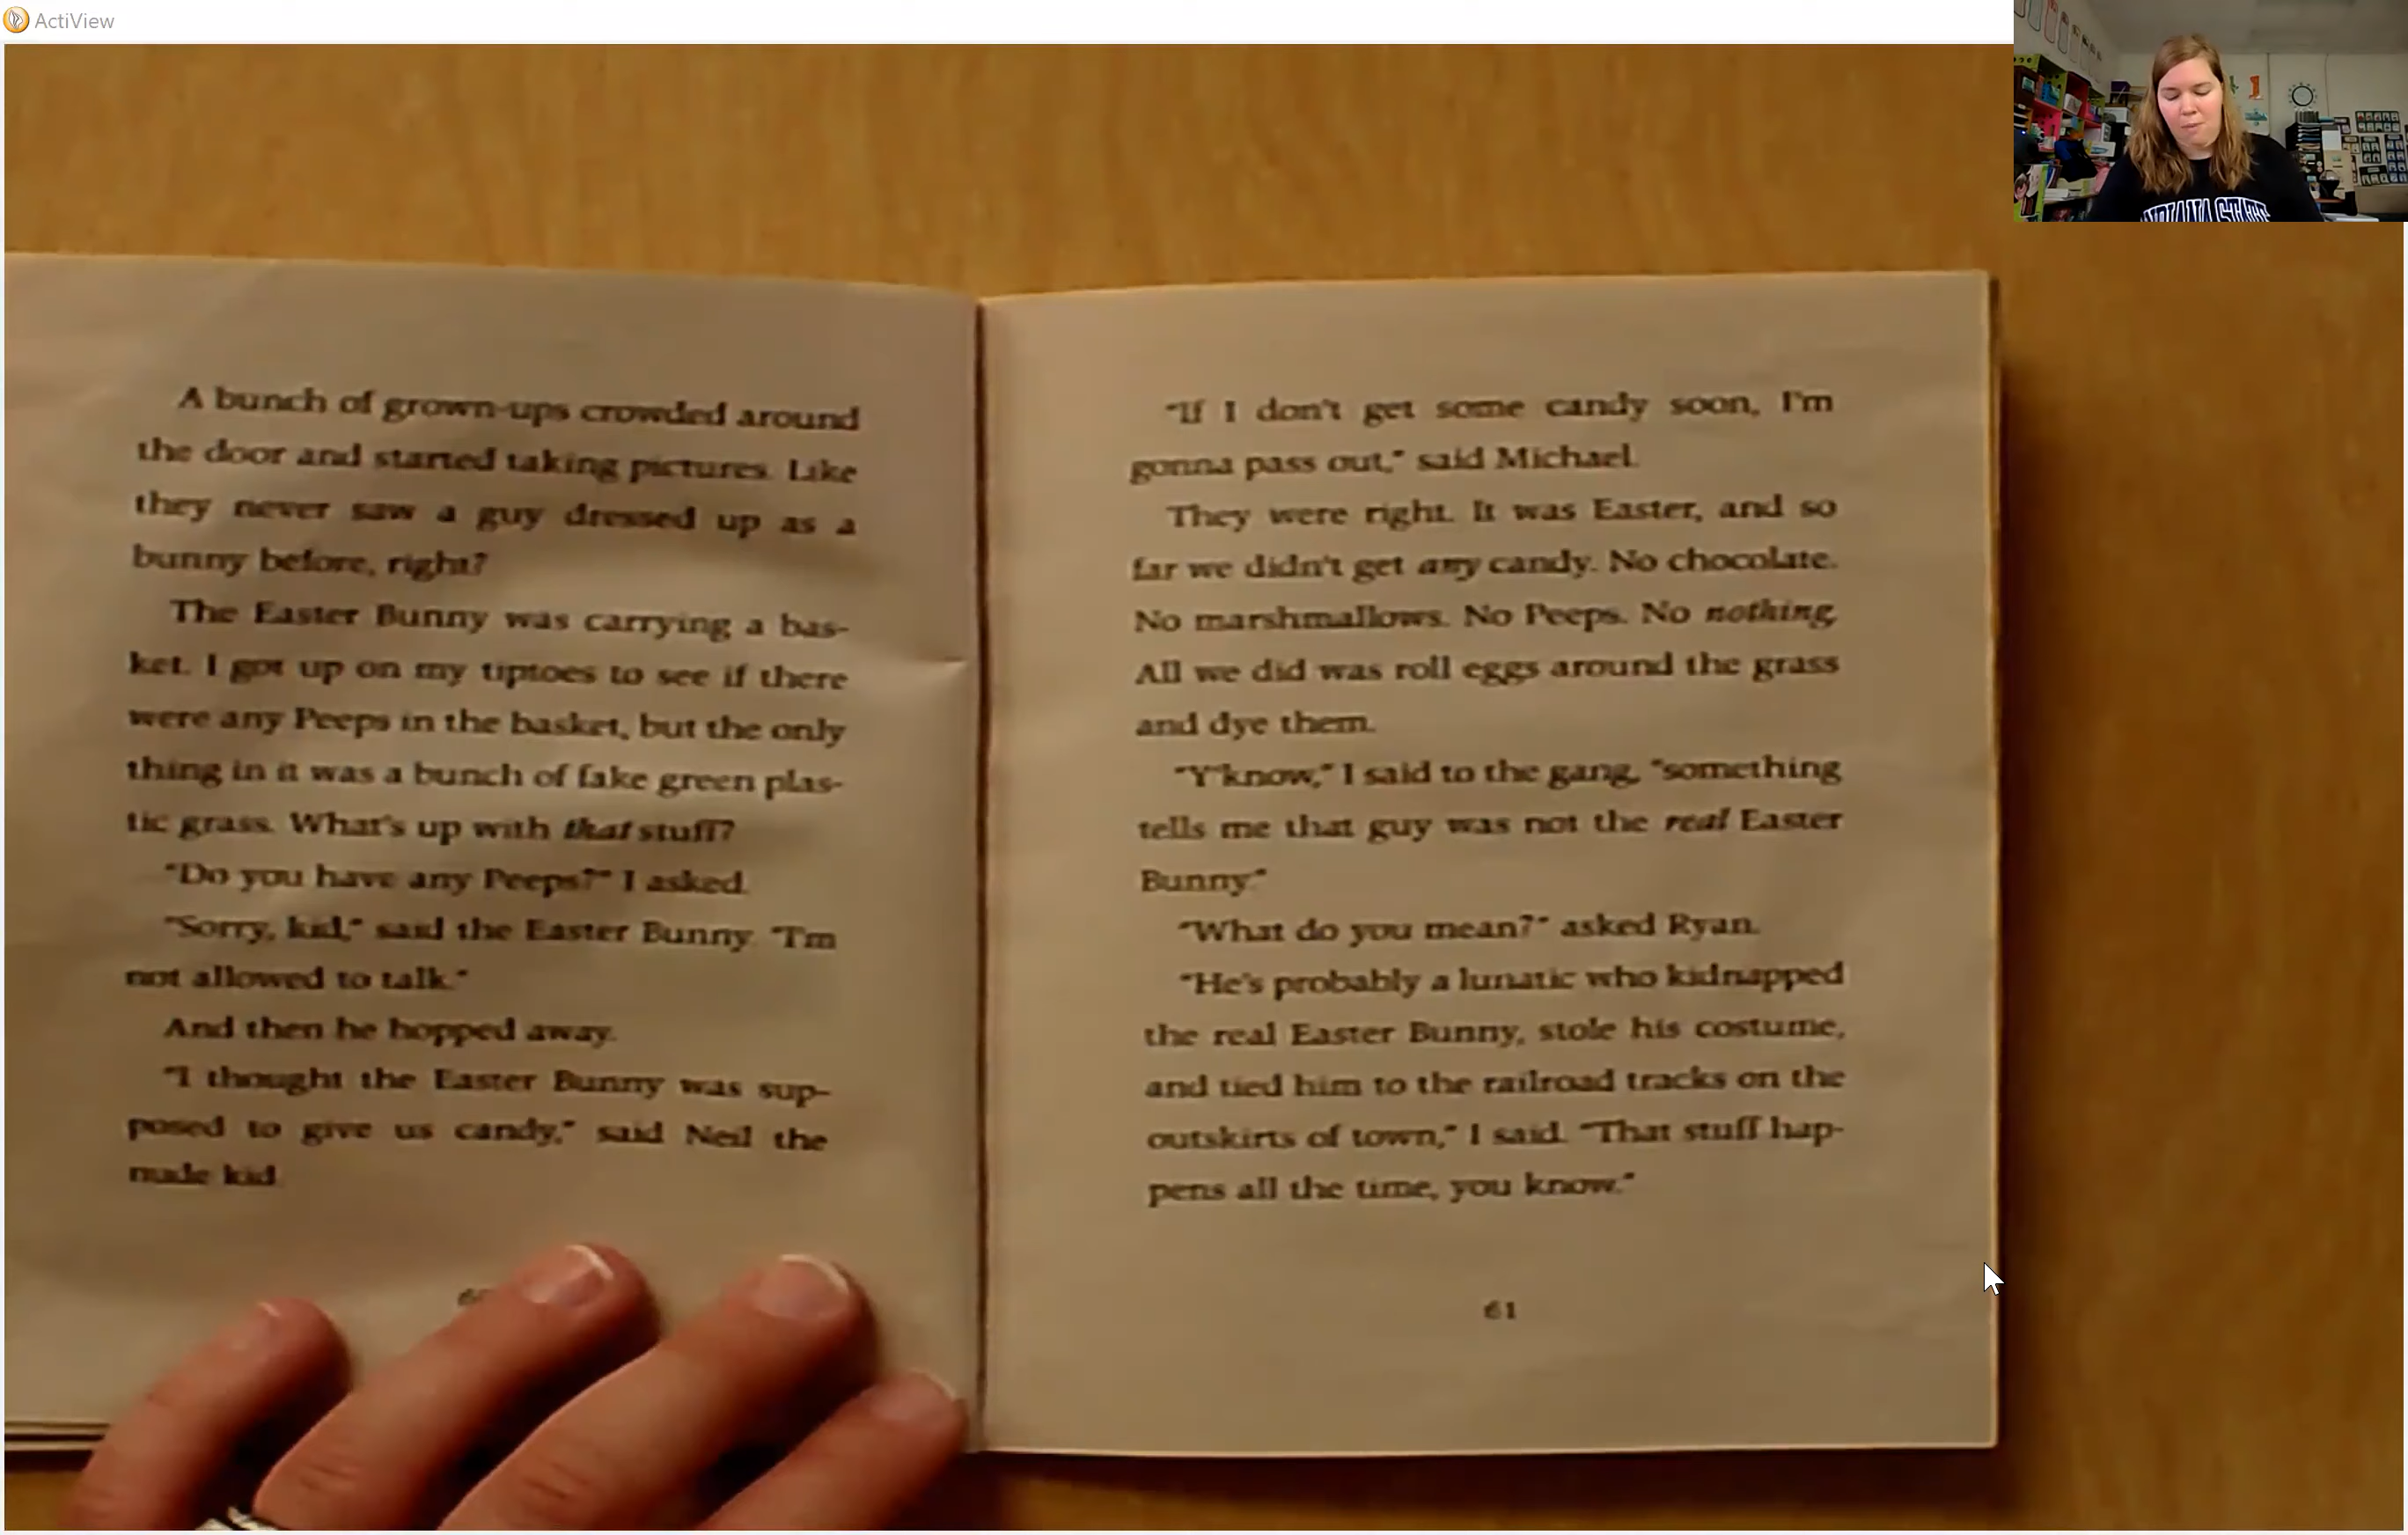 ActiView
A bunch of grown-ups crowded around
the door and started taking pictures. Like
they never saw a guy dressed up as a
bunny before, right?
The Easter Bunny was carrying a bas-
ket. I got up on my tiptoes to see if there
were any Peeps in the basket, but the only
thing in it was a bunch of fake green plas-
tic grass. What's up with that stuff?
"Do you have any Peeps?" I asked.
"Sorry, kid," said the Easter Bunny. "I'm
not allowed to talk."
And then he hopped away.
"I thought the Easter Bunny was sup-
posed to give us candy," said Neil the
nude kid.
"If I don't get some candy soon, I'm
gonna pass out," said Michael.
They were right. It was Easter, and so
far we didn't get any candy. No chocolate.
No marshmallows. No Peeps. No nothing.
All we did was roll eggs around the grass
and dye them.
"Y'know," I said to the gang, "something
tells me that guy was not the real Easter
Bunny."
"What do you mean?" asked Ryan.
"He's probably a lunatic who kidnapped
the real Easter Bunny, stole his costume,
and tied him to the railroad tracks on the
outskirts of town," I said. "That stuff hap-
pens all the time, you know."
61
INDIANA STATE